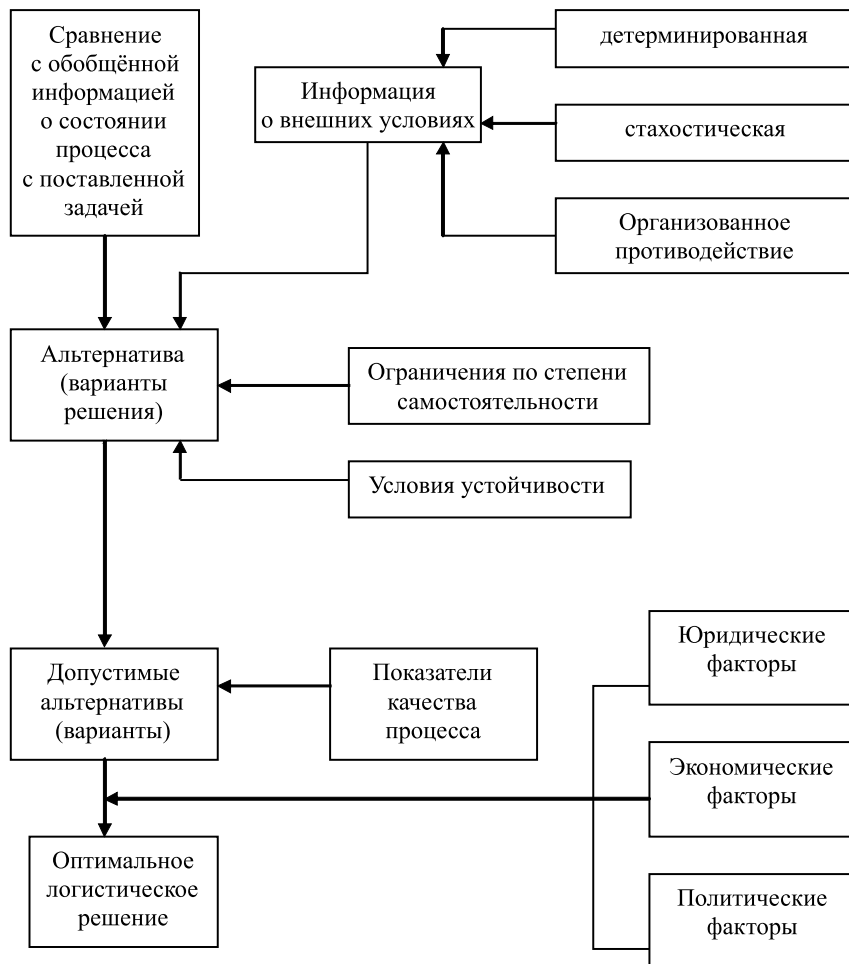 Сравнение
с обобщённой
информацией
о состоянии
процесса
с поставленной
задачей
Информация
о внешних условиях
детерминированная
стахостическая
Организованное
противодействие
Альтернатива
(варианты
решения)
Ограничения по степени
самостоятельности
Условия устойчивости
Допустимые
альтернативы
(варианты)
Показатели
качества
процесса
Юридические
факторы
Экономические
факторы
Политические
факторы
Оптимальное
логистическое
решение